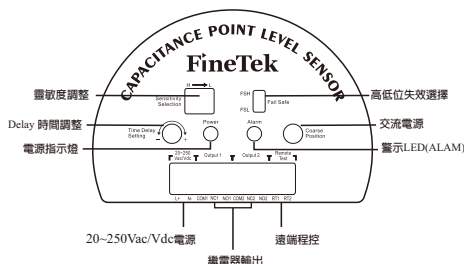 CAPACITANCE POINT LEVEL SENSOR
FineTek
H L
Sensitivity
Selection
靈敏度調整
FSH
Fail Safe
FSL
高低位失效選擇
Delay 時間調整
Time Delay
Setting
- +
Power
Alarm
Coarse
Position
交流電源
電源指示燈
警示LED(ALAM)
20~250
Vac/Vdc
Output 1
Output 2
Remote
Test
L+ N- COM1 NC1 NO1 COM2 NC2 NO2 RT1 RT2
20~250Vac/Vdc電源
遠端程控
繼電器輸出